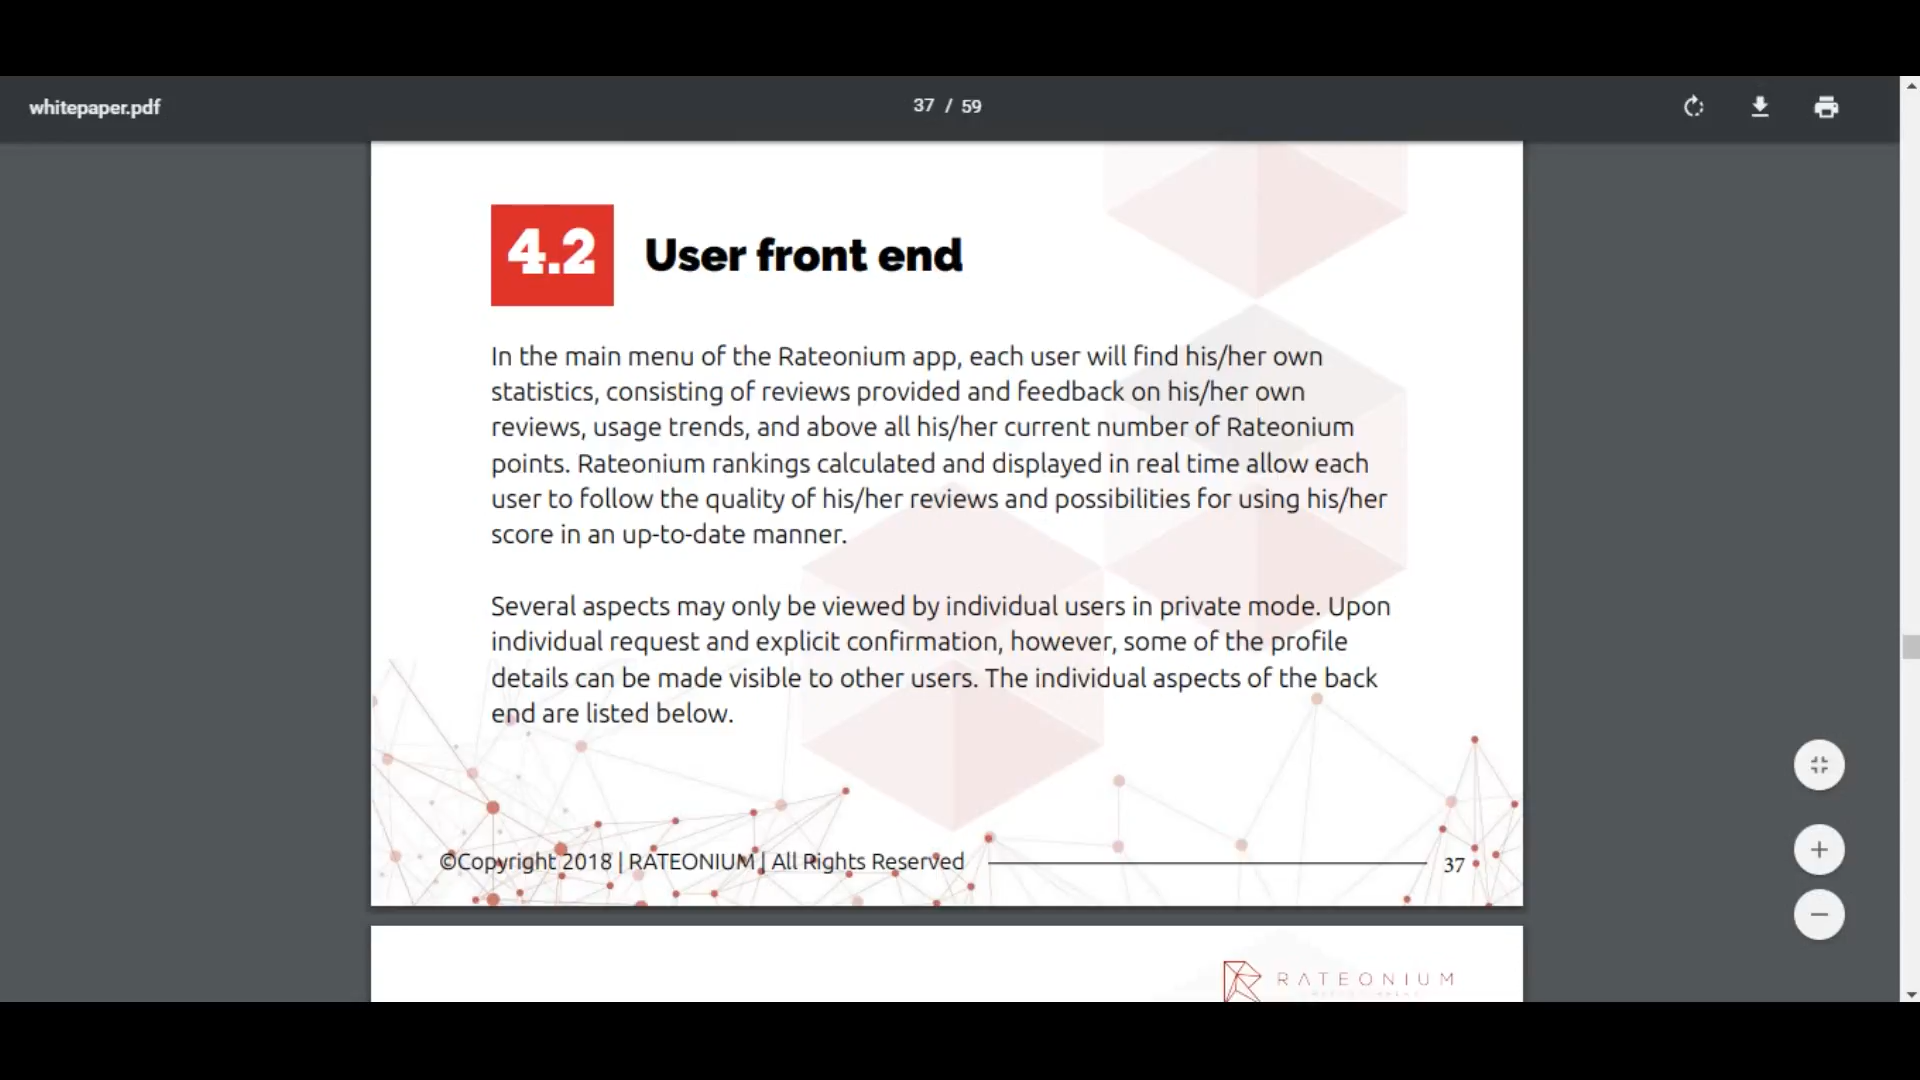 whitepaper.pdf
37 / 59
4.2
User front end
In the main menu of the Rateonium app, each user will find his/her own
statistics, consisting of reviews provided and feedback on his/her own
reviews, usage trends, and above all his/her current number of Rateonium
points. Rateonium rankings calculated and displayed in real time allow each
user to follow the quality of his/her reviews and possibilities for using his/her
score in an up-to-date manner.
Several aspects may only be viewed by individual users in private mode. Upon
individual request and explicit confirmation, however, some of the profile
details can be made visible to other users. The individual aspects of the back
end are listed below.
©Copyright 2018 | RATEONIUM | All Rights Reserved
37
RATEONIUM